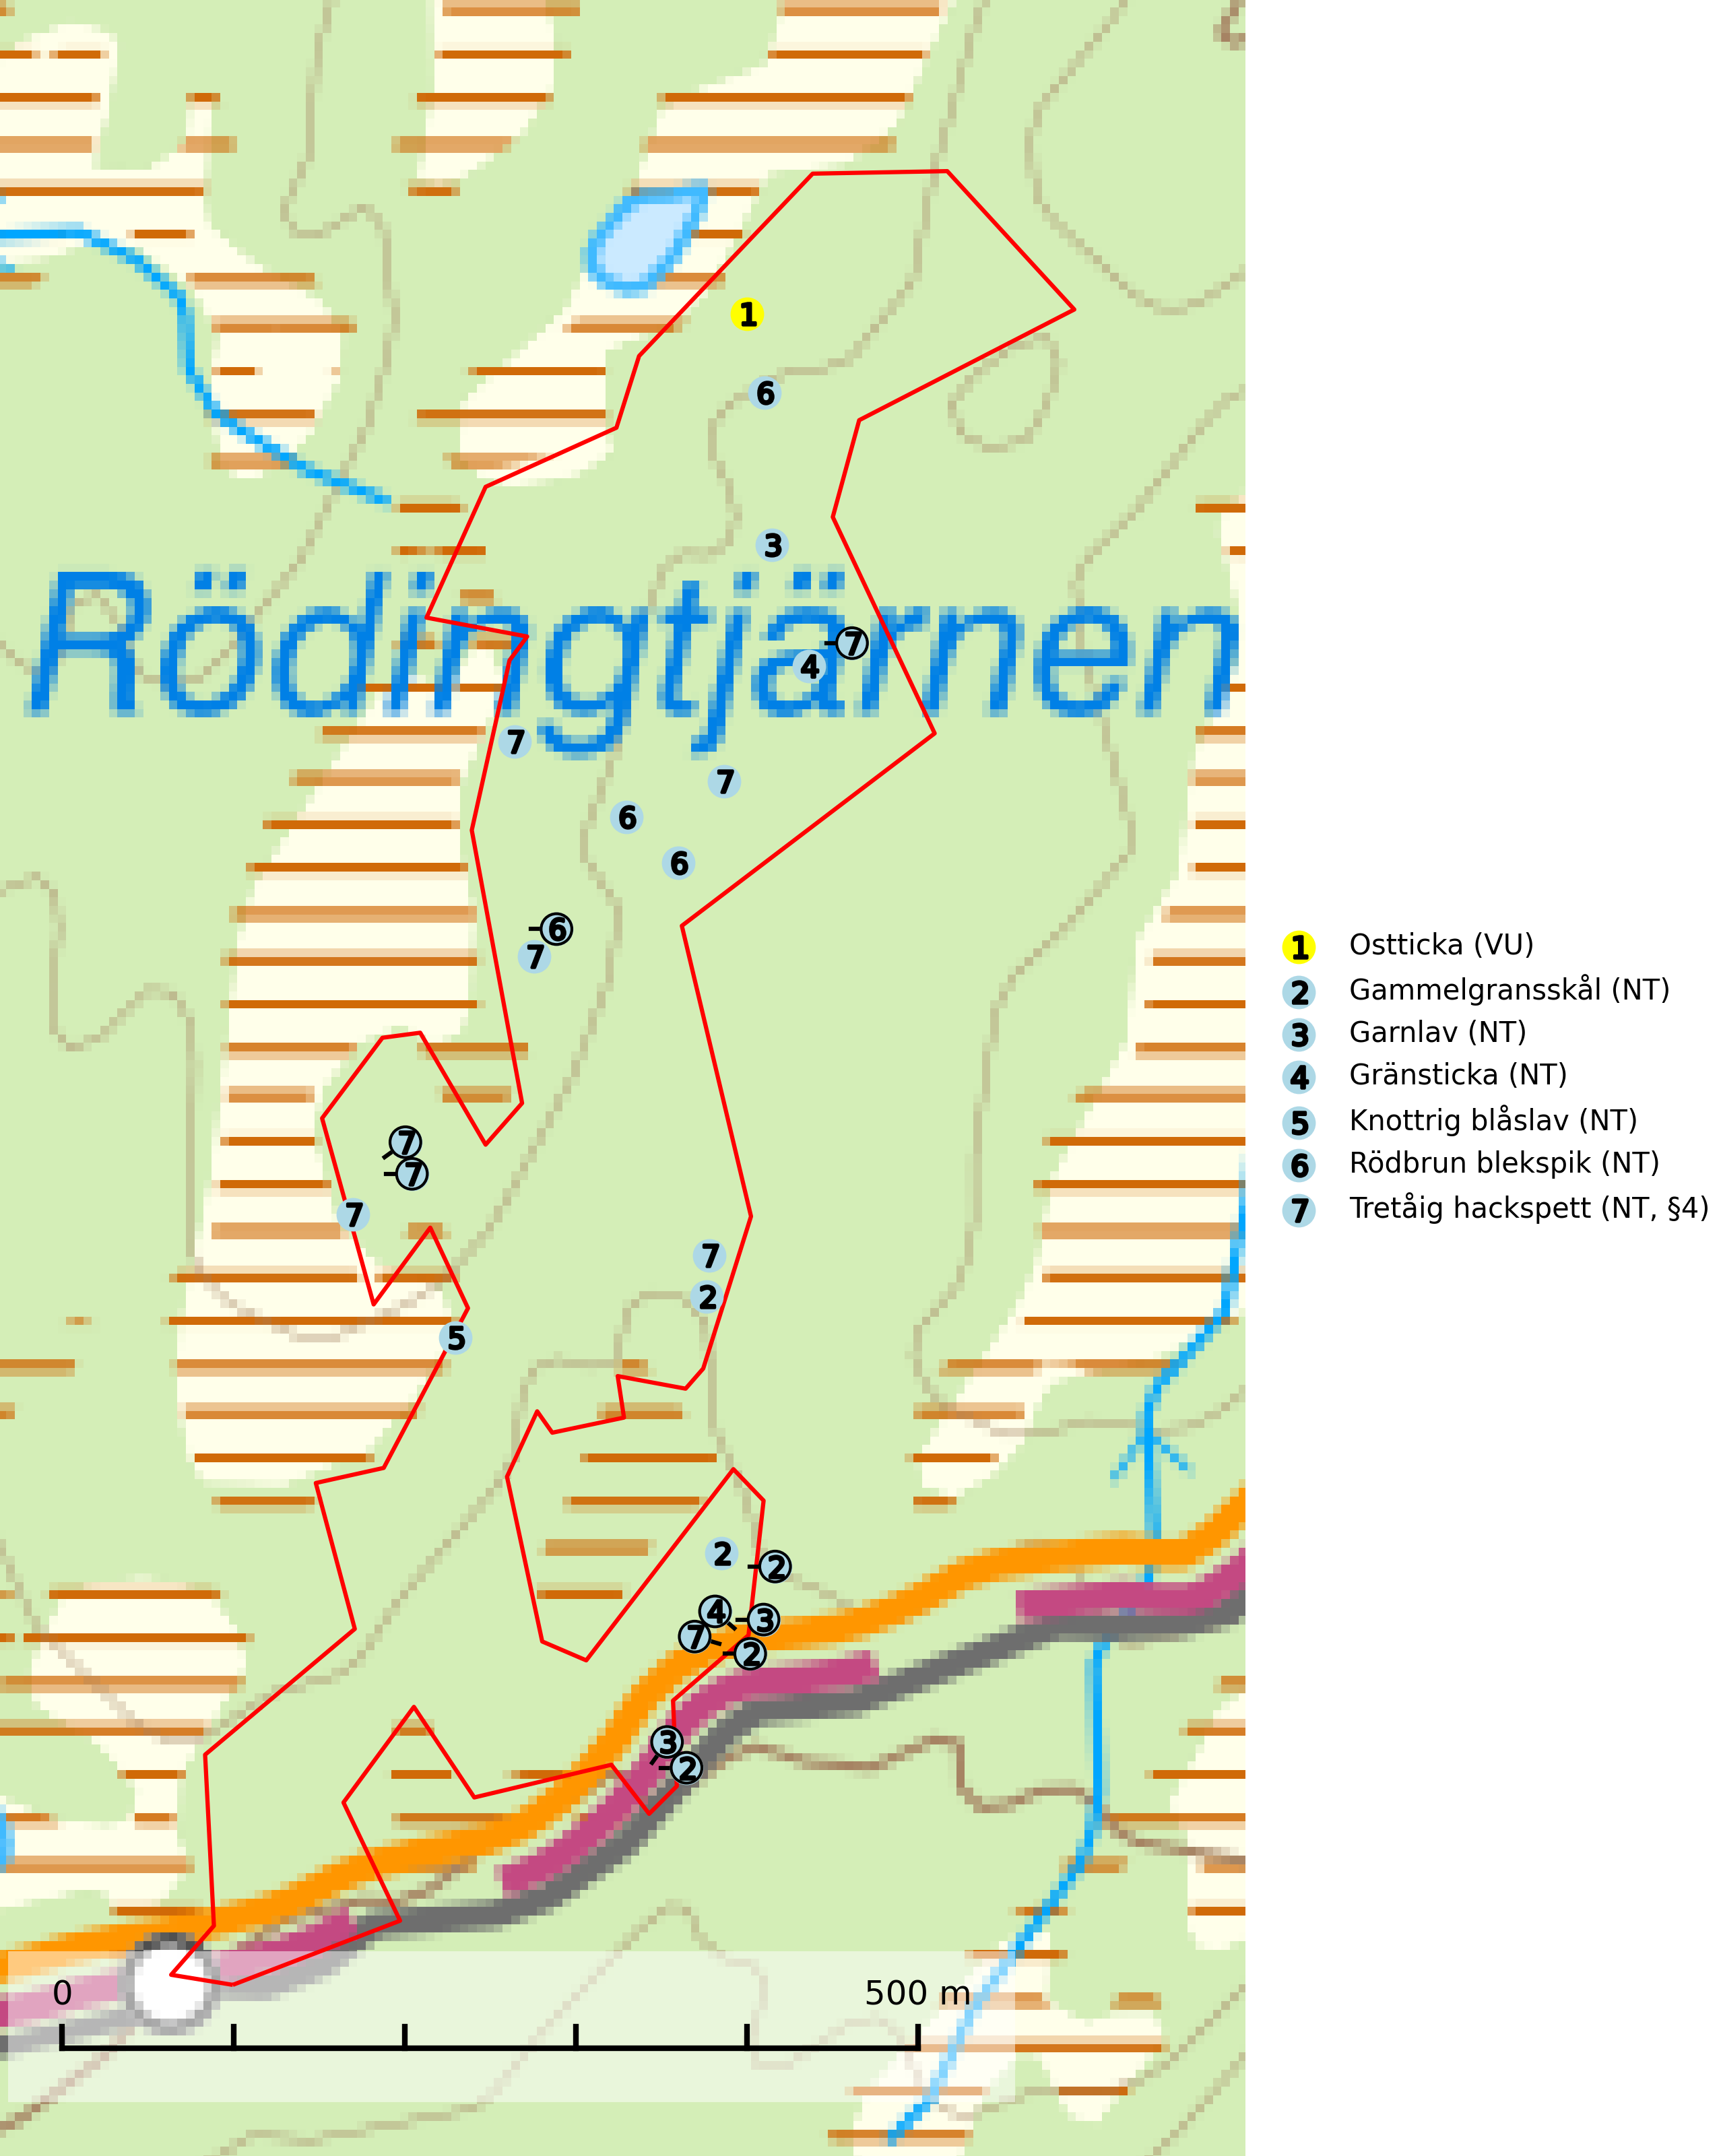 1
6
3
Rödingtjärnen
7
4
7
7
6
6
6
7
7
7
7
7
2
5
2
2
4
3
7
2
3
2
0 500 m
1 Ostticka (VU)
2 Gammelgransskål (NT)
3 Garnlav (NT)
4 Gränsticka (NT)
5 Knottrig blåslav (NT)
6 Rödbrun blekspik (NT)
7 Tretåig hackspett (NT, §4)